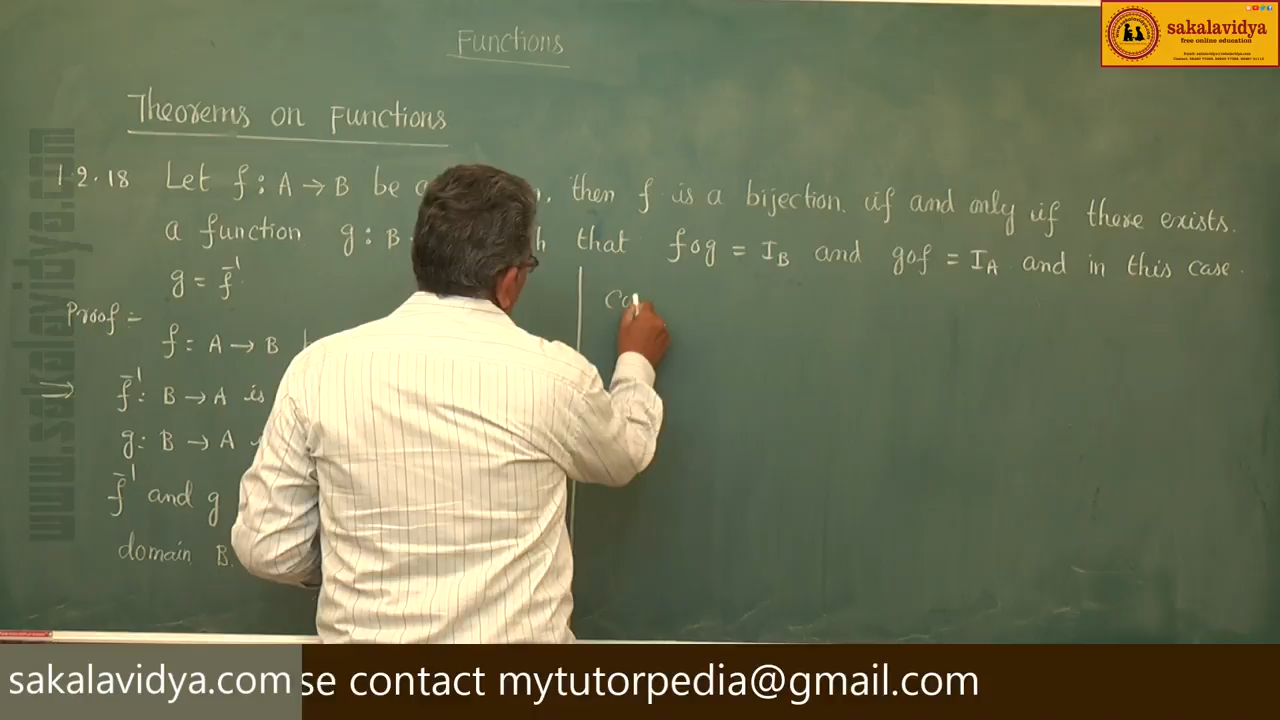 Functions
sakalavidya
free online education
Theorems on Functions
1.2.18 Let f : A → B be a then f is a bijection if and only if there exists.
a function g : B that fog = I_B and gof = I_A and in this case.
g = f̄¹
Proof :-
f : A → B
⇒ f̄¹ : B → A is
g : B → A
f̄¹ and g
domain B.
www.sakalavidya.com
sakalavidya.com se contact mytutorpedia@gmail.com